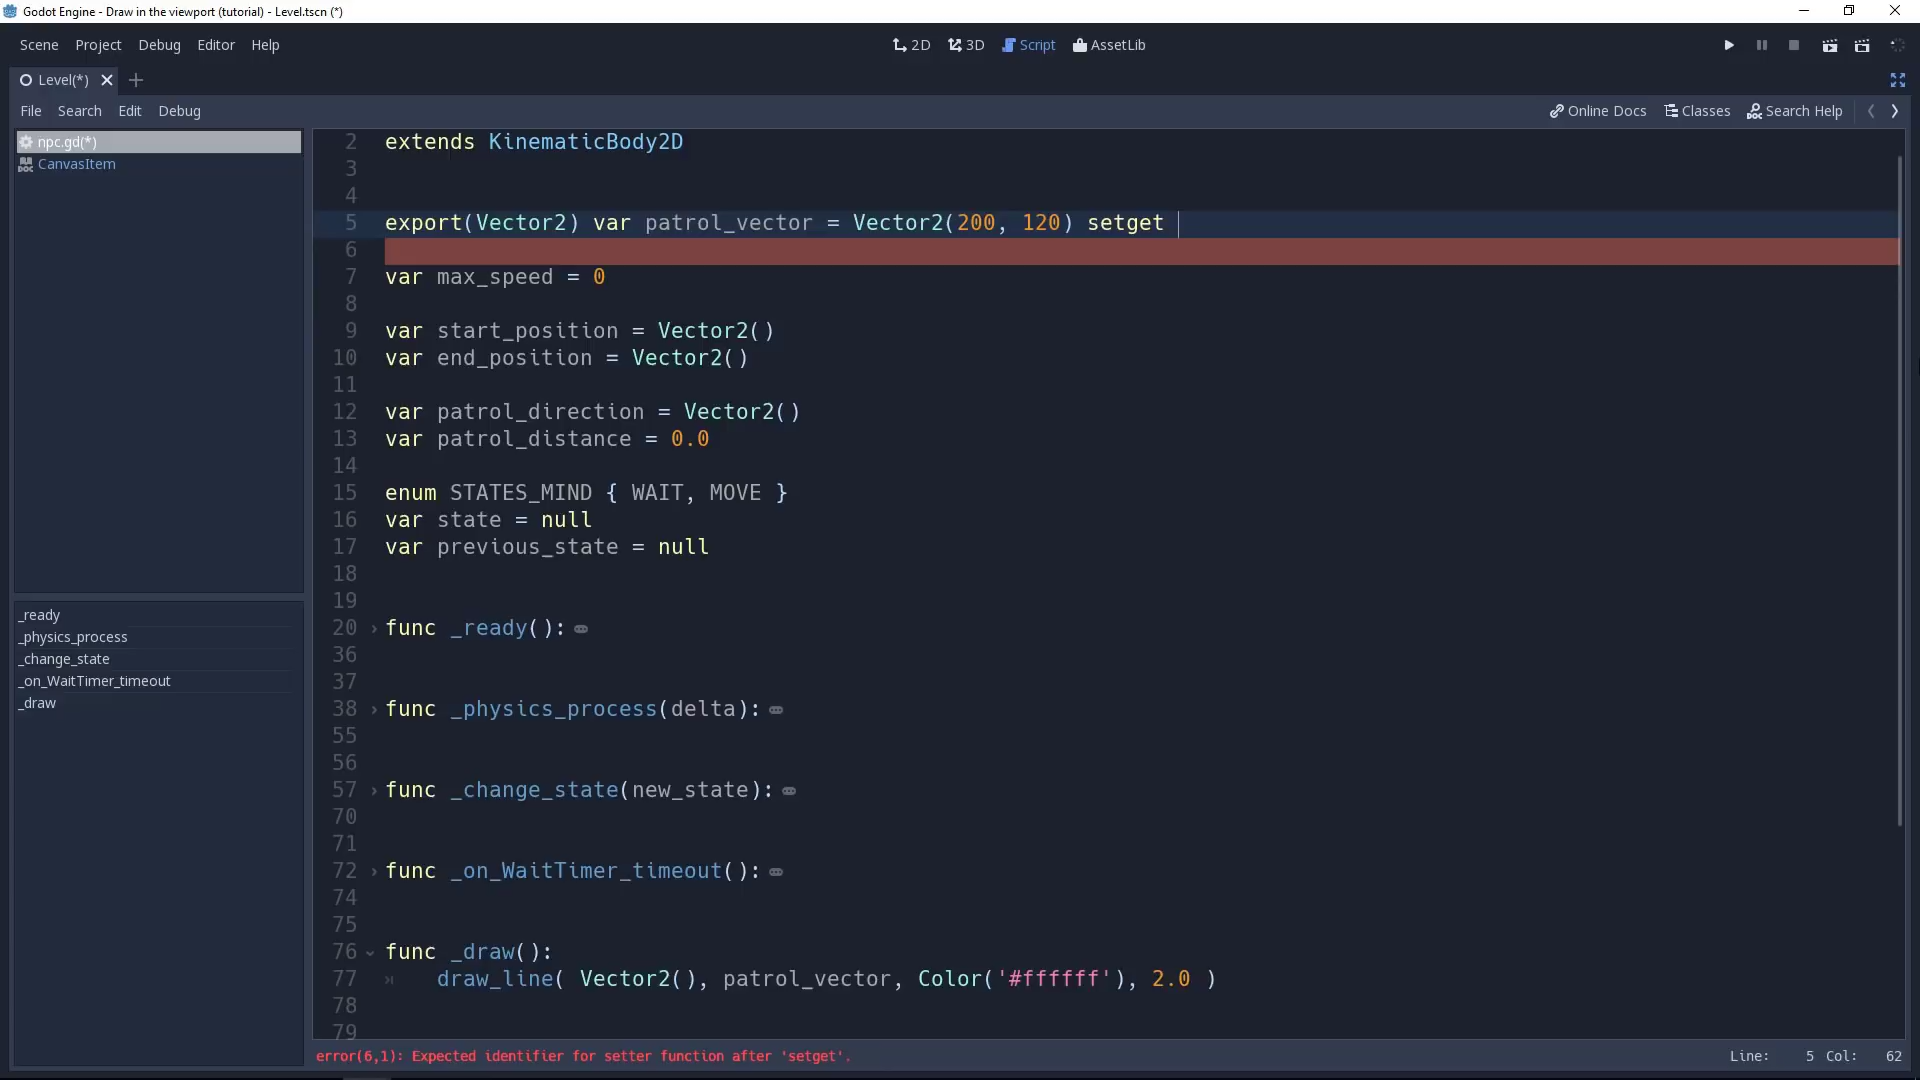 Godot Engine - Draw in the viewport (tutorial) - Level.tscn (*)
Scene Project Debug Editor Help 2D 3D Script AssetLib
Level(*)
File Search Edit Debug Online Docs Classes Search Help
npc.gd(*)
CanvasItem
_ready
_physics_process
_change_state
_on_WaitTimer_timeout
_draw
2 extends KinematicBody2D
3
4
5 export(Vector2) var patrol_vector = Vector2(200, 120) setget
6
7 var max_speed = 0
8
9 var start_position = Vector2()
10 var end_position = Vector2()
11
12 var patrol_direction = Vector2()
13 var patrol_distance = 0.0
14
15 enum STATES_MIND { WAIT, MOVE }
16 var state = null
17 var previous_state = null
18
19
20 func _ready():
36
37
38 func _physics_process(delta):
55
56
57 func _change_state(new_state):
70
71
72 func _on_WaitTimer_timeout():
74
75
76 func _draw():
77 draw_line( Vector2(), patrol_vector, Color('#ffffff'), 2.0 )
78
79
error(6,1): Expected identifier for setter function after 'setget'.
Line: 5 Col: 62